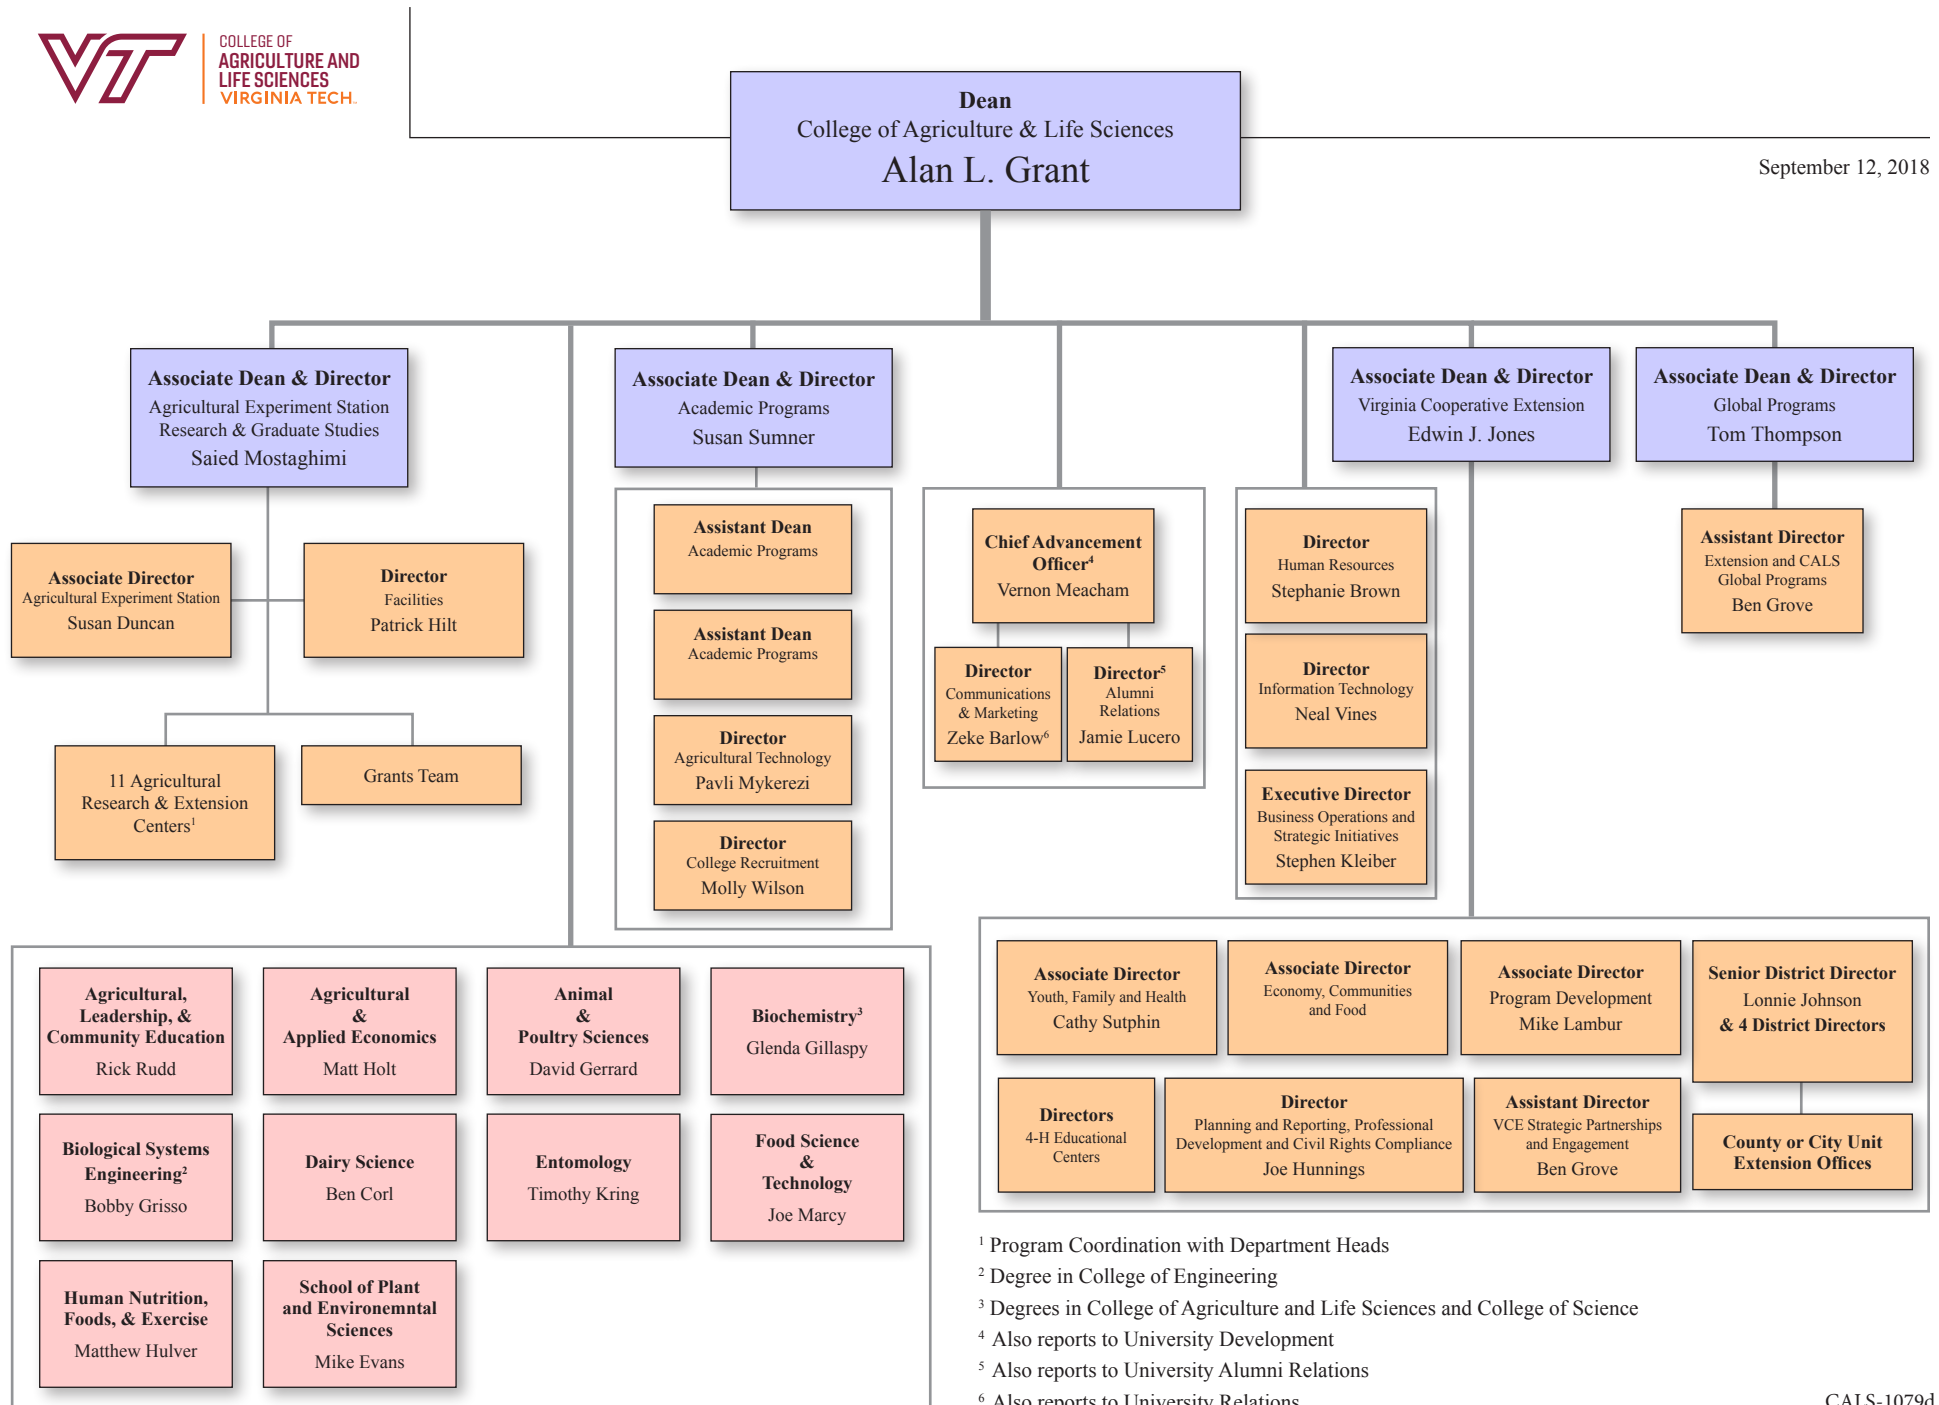 VT
COLLEGE OF
AGRICULTURE AND
LIFE SCIENCES
VIRGINIA TECH
Dean
College of Agriculture & Life Sciences
Alan L. Grant
September 12, 2018
Associate Dean & Director
Agricultural Experiment Station
Research & Graduate Studies
Saied Mostaghimi
Associate Dean & Director
Academic Programs
Susan Sumner
Associate Dean & Director
Virginia Cooperative Extension
Edwin J. Jones
Associate Dean & Director
Global Programs
Tom Thompson
Associate Director
Agricultural Experiment Station
Susan Duncan
Director
Facilities
Patrick Hilt
11 Agricultural
Research & Extension
Centers¹
Grants Team
Assistant Dean
Academic Programs
Assistant Dean
Academic Programs
Director
Agricultural Technology
Pavli Mykerezi
Director
College Recruitment
Molly Wilson
Chief Advancement
Officer⁴
Vernon Meacham
Director
Communications
& Marketing
Zeke Barlow⁶
Director⁵
Alumni
Relations
Jamie Lucero
Director
Human Resources
Stephanie Brown
Director
Information Technology
Neal Vines
Executive Director
Business Operations and
Strategic Initiatives
Stephen Kleiber
Assistant Director
Extension and CALS
Global Programs
Ben Grove
Agricultural,
Leadership, &
Community Education
Rick Rudd
Agricultural
&
Applied Economics
Matt Holt
Animal
&
Poultry Sciences
David Gerrard
Biochemistry³
Glenda Gillaspy
Biological Systems
Engineering²
Bobby Grisso
Dairy Science
Ben Corl
Entomology
Timothy Kring
Food Science
&
Technology
Joe Marcy
Human Nutrition,
Foods, & Exercise
Matthew Hulver
School of Plant
and Environemntal
Sciences
Mike Evans
Associate Director
Youth, Family and Health
Cathy Sutphin
Associate Director
Economy, Communities
and Food
Associate Director
Program Development
Mike Lambur
Senior District Director
Lonnie Johnson
& 4 District Directors
Directors
4-H Educational
Centers
Director
Planning and Reporting, Professional
Development and Civil Rights Compliance
Joe Hunnings
Assistant Director
VCE Strategic Partnerships
and Engagement
Ben Grove
County or City Unit
Extension Offices
¹ Program Coordination with Department Heads
² Degree in College of Engineering
³ Degrees in College of Agriculture and Life Sciences and College of Science
⁴ Also reports to University Development
⁵ Also reports to University Alumni Relations
⁶ Also reports to University Relations
CALS-1079d